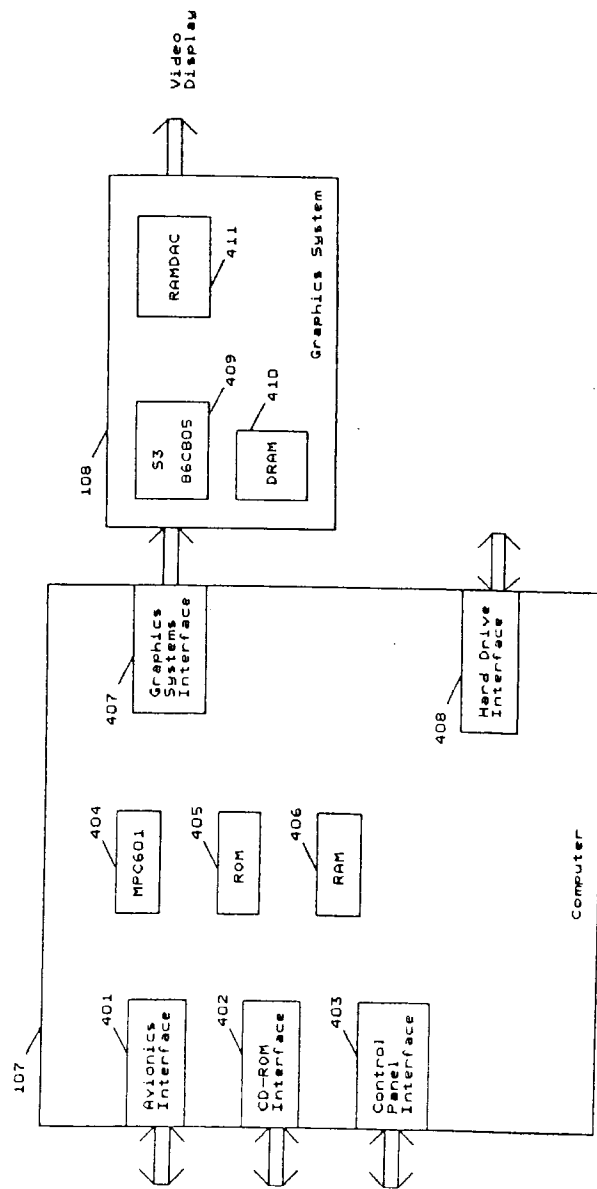 107
401
Avionics
Interface
402
CD-ROM
Interface
403
Control
Panel
Interface
404
MPC601
405
ROM
406
RAM
407
Graphics
Systems
Interface
408
Hard Drive
Interface
Computer
108
S3
86C805
409
DRAM
410
RAMDAC
411
Graphics System
Video
Display